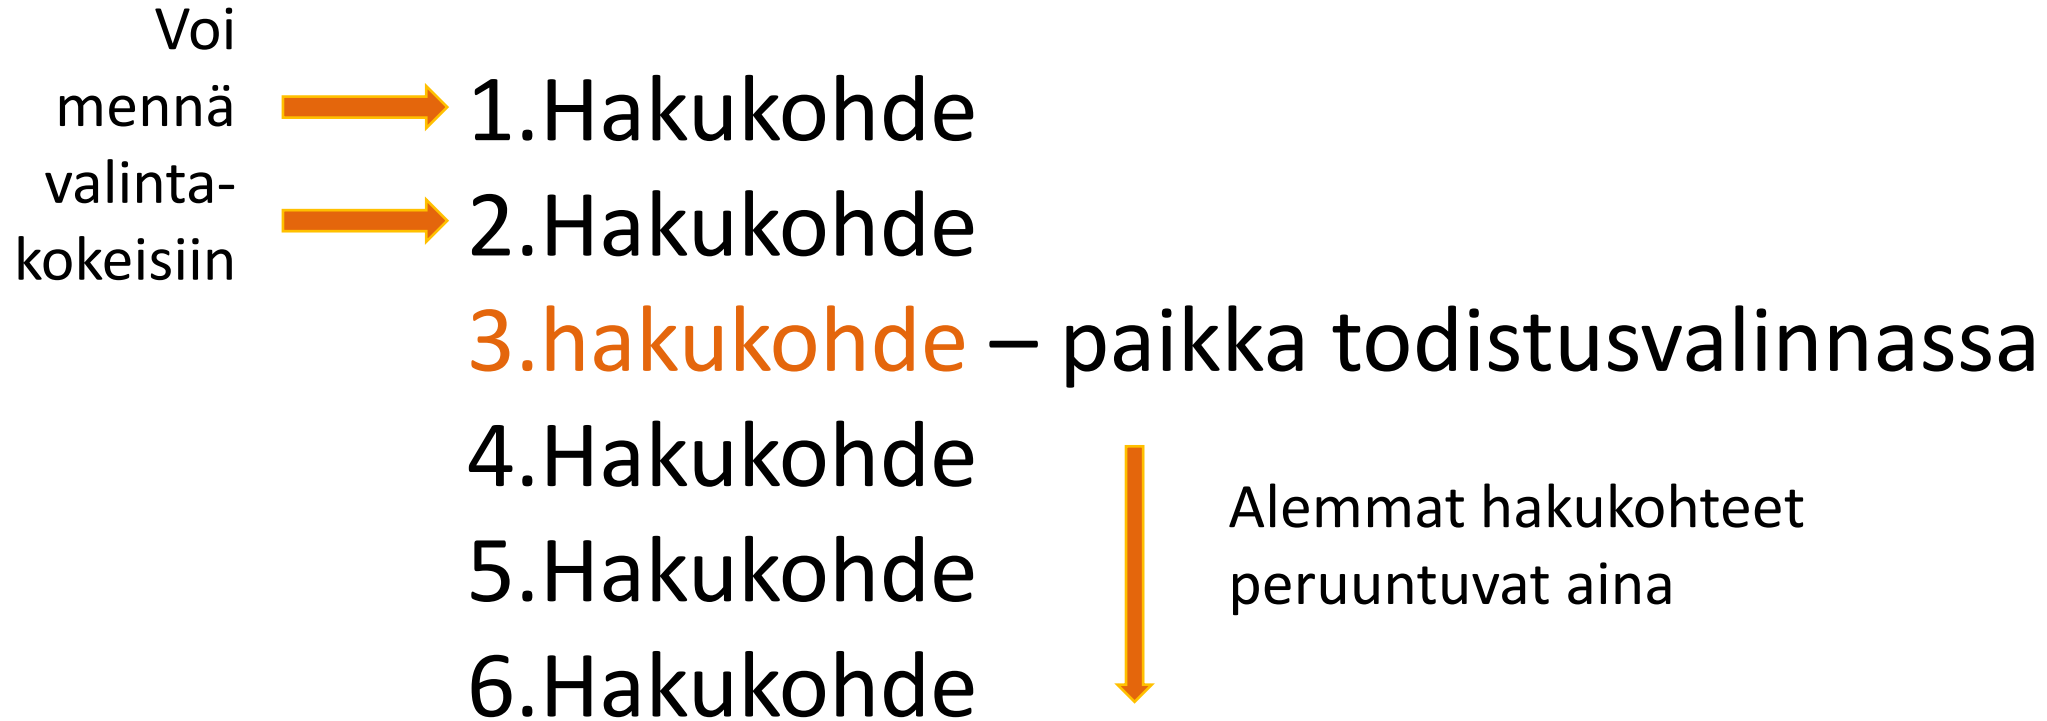 Voi
mennä
valinta-
kokeisiin
1.Hakukohde
2.Hakukohde
3.hakukohde – paikka todistusvalinnassa
4.Hakukohde
5.Hakukohde
6.Hakukohde
Alemmat hakukohteet
peruuntuvat aina